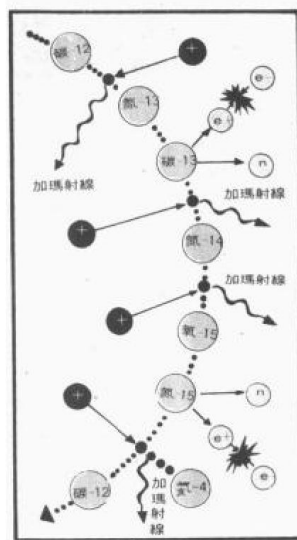 碳-12
+
e-
氮-13
e+
加瑪射線
碳-13
n
加瑪射線
+
氮-14
加瑪射線
+
氧-15
氮-15
n
+
e+
e-
碳-12
加瑪射線
氦-4